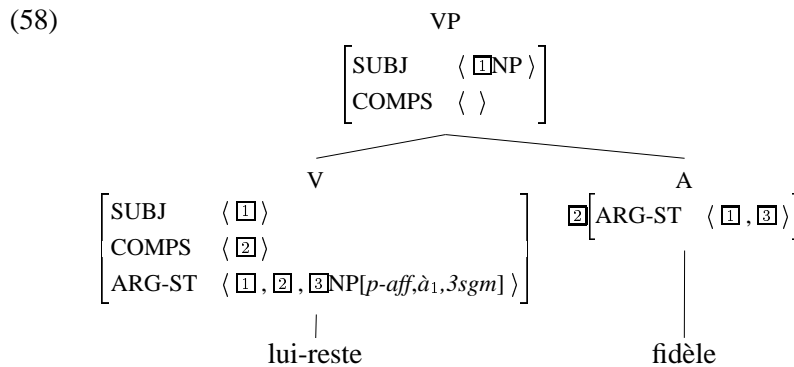 (58)
VP
SUBJ ⟨ 1NP ⟩
COMPS ⟨ ⟩
V A
SUBJ ⟨ 1 ⟩ 2 ARG-ST ⟨ 1 , 3 ⟩
COMPS ⟨ 2 ⟩
ARG-ST ⟨ 1 , 2 , 3NP[p-aff,à1,3sgm] ⟩
lui-reste fidèle